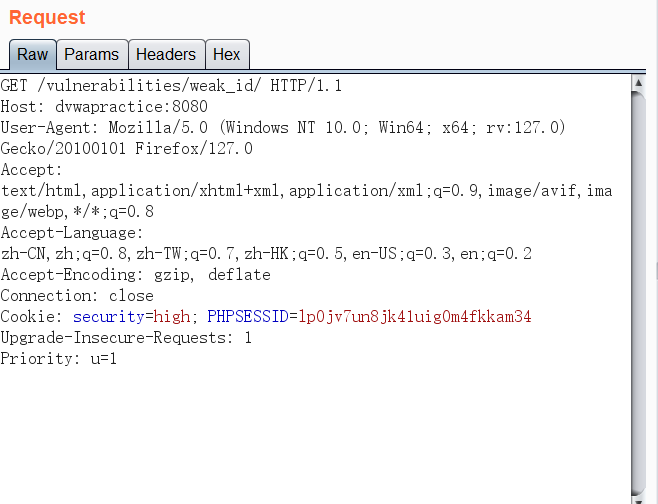 Request
Raw Params Headers Hex
GET /vulnerabilities/weak_id/ HTTP/1.1
Host: dvwapractice:8080
User-Agent: Mozilla/5.0 (Windows NT 10.0; Win64; x64; rv:127.0)
Gecko/20100101 Firefox/127.0
Accept:
text/html,application/xhtml+xml,application/xml;q=0.9,image/avif,ima
ge/webp,*/*;q=0.8
Accept-Language:
zh-CN,zh;q=0.8,zh-TW;q=0.7,zh-HK;q=0.5,en-US;q=0.3,en;q=0.2
Accept-Encoding: gzip, deflate
Connection: close
Cookie: security=high; PHPSESSID=lp0jv7un8jk41uig0m4fkkam34
Upgrade-Insecure-Requests: 1
Priority: u=1